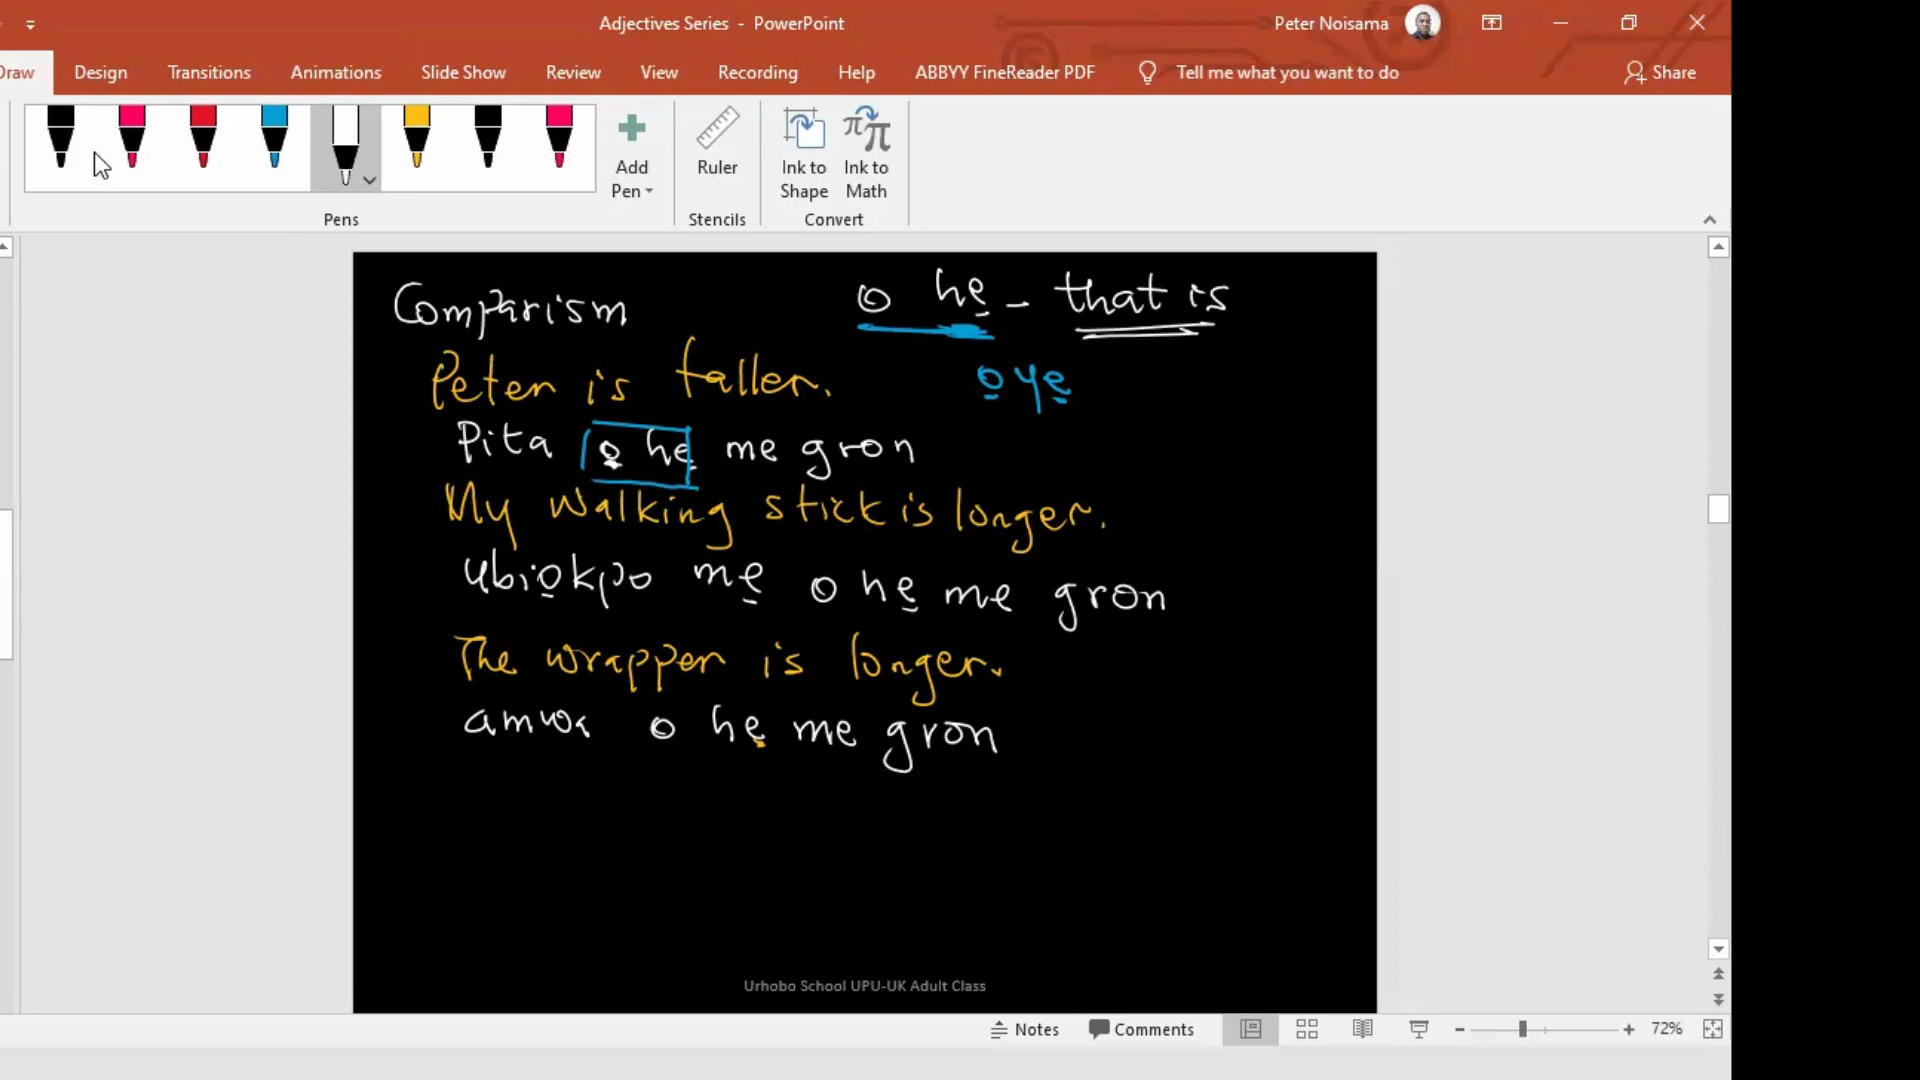 Adjectives Series - PowerPoint
Peter Noisama
Draw Design Transitions Animations Slide Show Review View Recording Help ABBYY FineReader PDF Tell me what you want to do Share
Add Pen
Ruler
Ink to Shape
Ink to Math
Pens
Stencils
Convert
Comparism
o hẹ - that is
Peter is taller.
ọyẹ
Pita ọ hẹ me gron
My walking stick is longer.
ubiọkpo mẹ o hẹ me gron
The wrapper is longer.
amwa o hẹ me gron
Urhobo School UPU-UK Adult Class
Notes Comments 72%